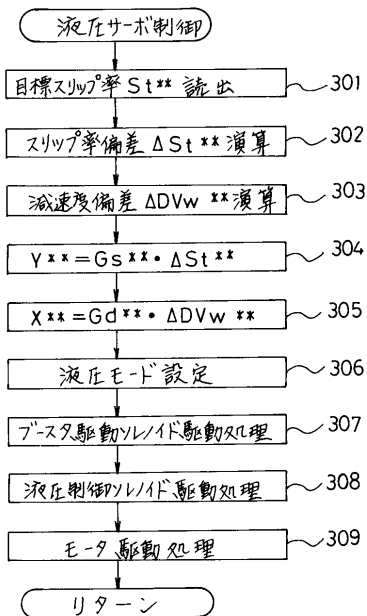 液圧サーボ制御
目標スリップ率 St** 読出
301
スリップ率偏差 ΔSt** 演算
302
減速度偏差 ΔDVw ** 演算
303
Y** = Gs**・ΔSt**
304
X** = Gd**・ΔDVw **
305
液圧モード設定
306
ブースタ駆動ソレノイド駆動処理
307
液圧制御ソレノイド駆動処理
308
モータ駆動処理
309
リターン